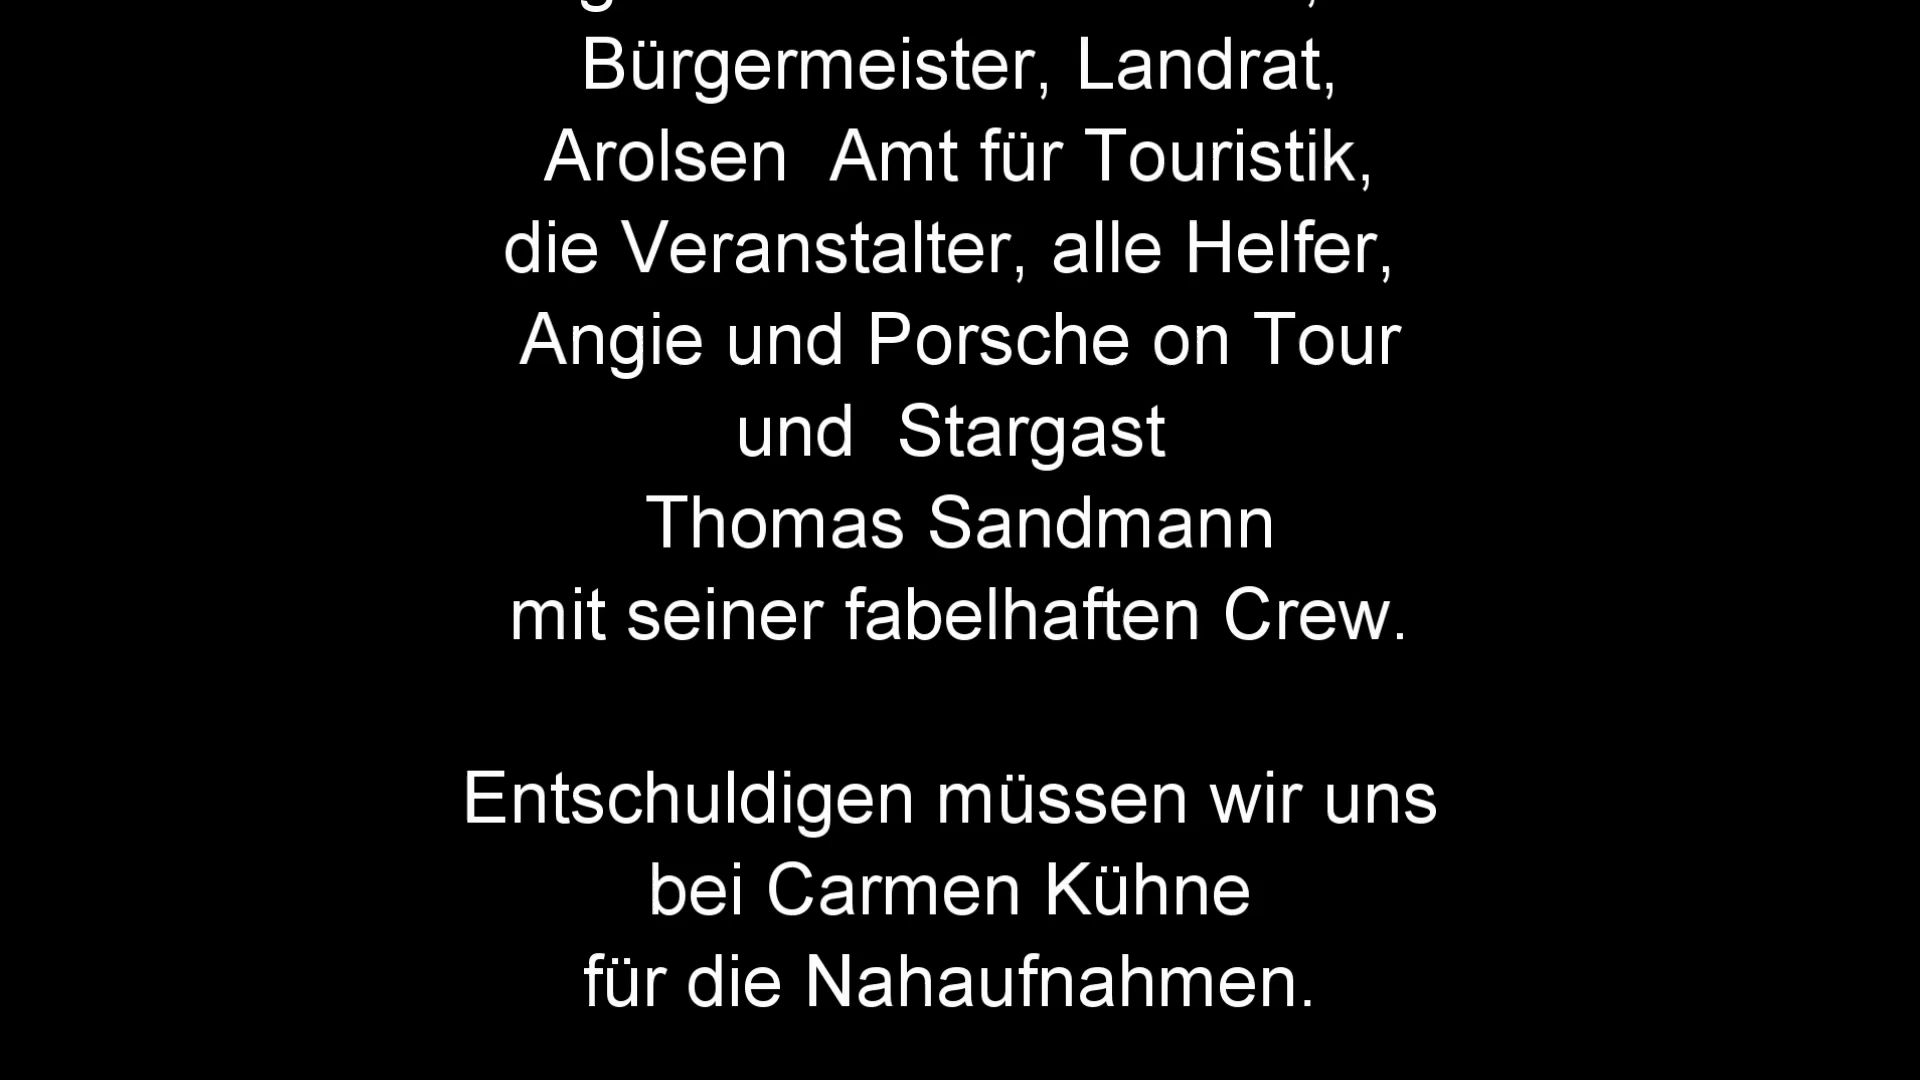 Bürgermeister, Landrat,
Arolsen  Amt für Touristik,
die Veranstalter, alle Helfer,
Angie und Porsche on Tour
und  Stargast
Thomas Sandmann
mit seiner fabelhaften Crew.
Entschuldigen müssen wir uns
bei Carmen Kühne
für die Nahaufnahmen.